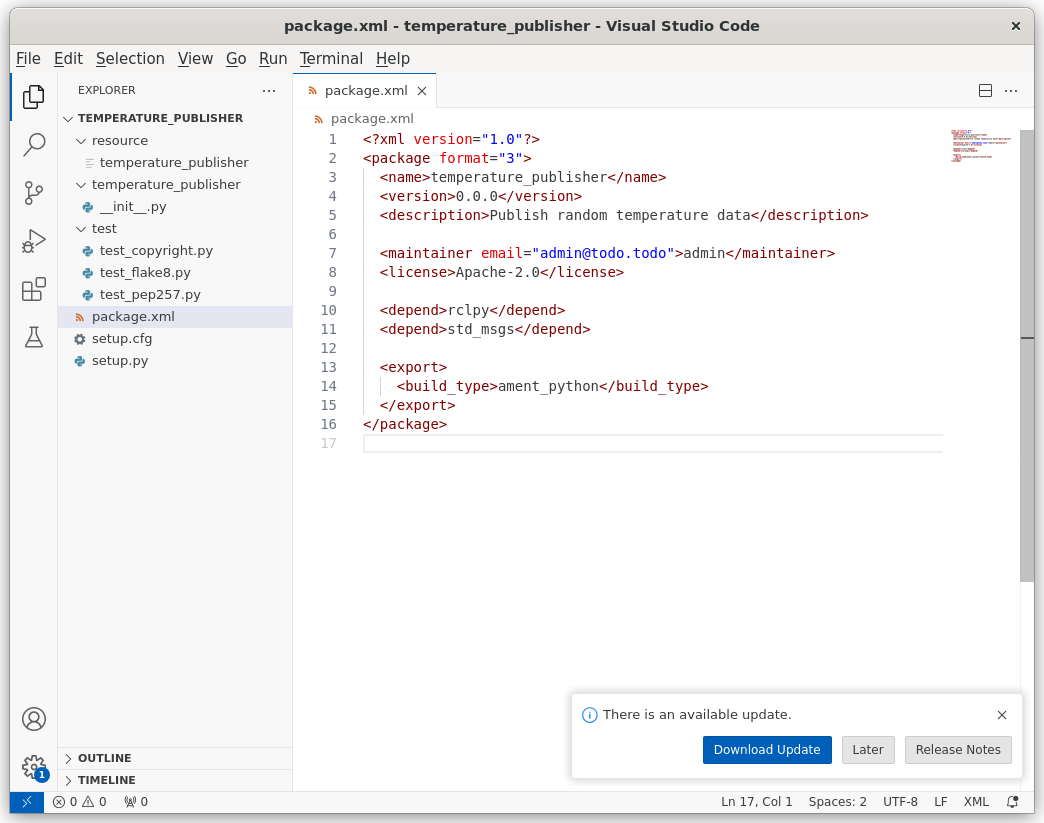 package.xml - temperature_publisher - Visual Studio Code
File Edit Selection View Go Run Terminal Help
EXPLORER
TEMPERATURE_PUBLISHER
resource
temperature_publisher
temperature_publisher
__init__.py
test
test_copyright.py
test_flake8.py
test_pep257.py
package.xml
setup.cfg
setup.py
OUTLINE
TIMELINE
package.xml
package.xml
1 <?xml version="1.0"?>
2 <package format="3">
3 <name>temperature_publisher</name>
4 <version>0.0.0</version>
5 <description>Publish random temperature data</description>
6
7 <maintainer email="admin@todo.todo">admin</maintainer>
8 <license>Apache-2.0</license>
9
10 <depend>rclpy</depend>
11 <depend>std_msgs</depend>
12
13 <export>
14 <build_type>ament_python</build_type>
15 </export>
16 </package>
17
There is an available update.
Download Update Later Release Notes
1
0 0 0 Ln 17, Col 1 Spaces: 2 UTF-8 LF XML